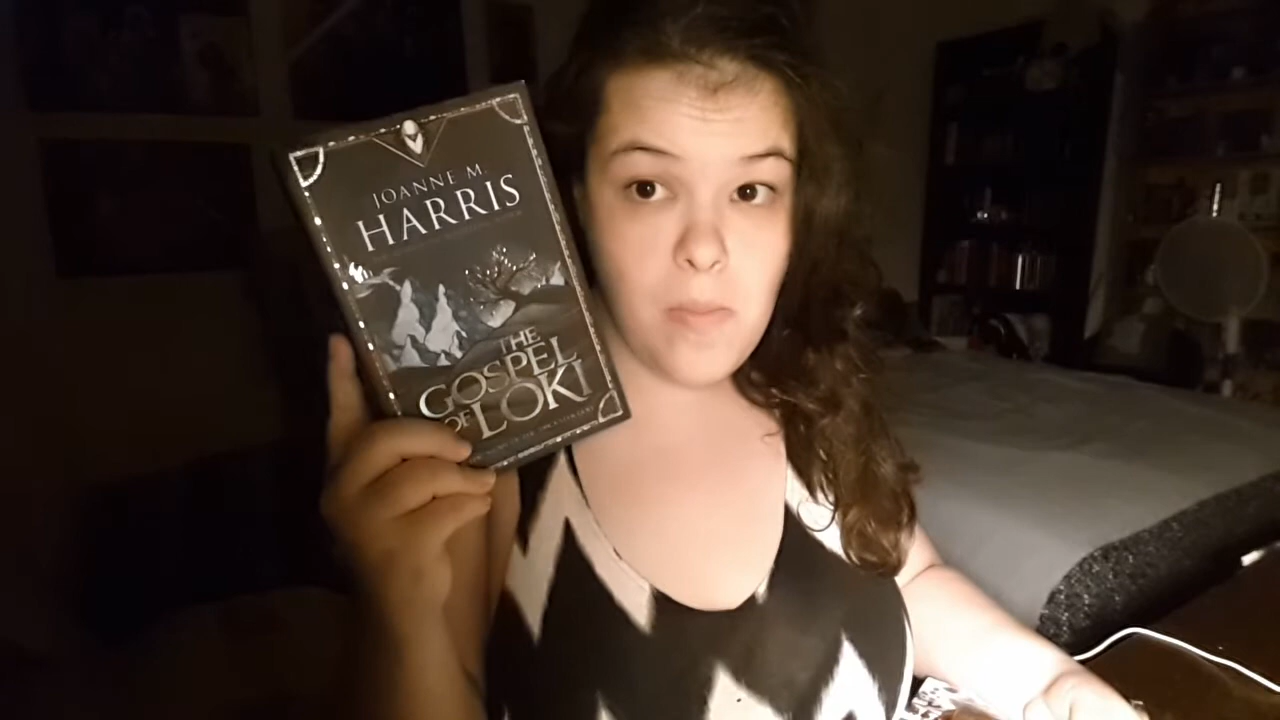 JOANNE M.
HARRIS
THE
GOSPEL
OF LOKI